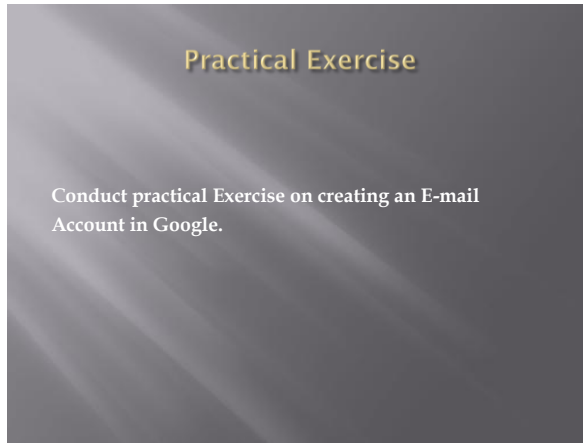 Practical Exercise
Conduct practical Exercise on creating an E-mail
Account in Google.